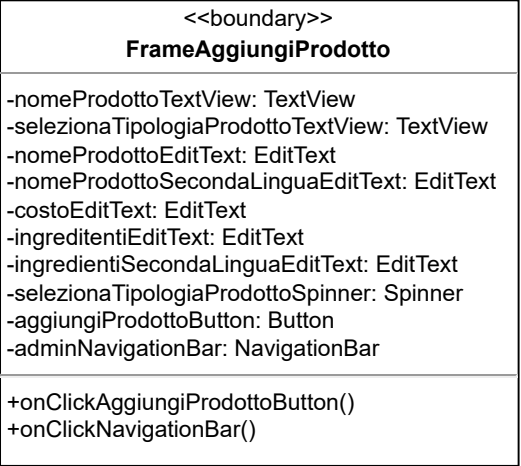 <<boundary>>
FrameAggiungiProdotto
-nomeProdottoTextView: TextView
-selezionaTipologiaProdottoTextView: TextView
-nomeProdottoEditText: EditText
-nomeProdottoSecondaLinguaEditText: EditText
-costoEditText: EditText
-ingreditentiEditText: EditText
-ingredientiSecondaLinguaEditText: EditText
-selezionaTipologiaProdottoSpinner: Spinner
-aggiungiProdottoButton: Button
-adminNavigationBar: NavigationBar
+onClickAggiungiProdottoButton()
+onClickNavigationBar()